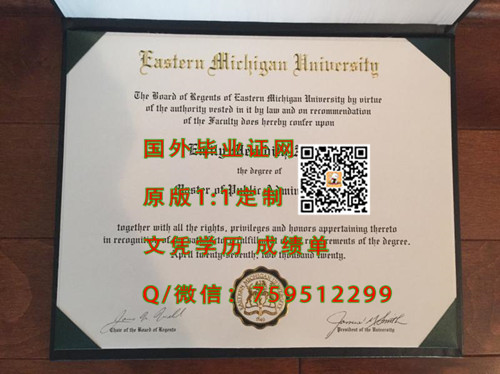 Eastern Michigan University
The Board of Regents of Eastern Michigan University by virtue
of the authority vested in it by law and on recommendation
of the Faculty does hereby confer upon
国外毕业证网
the degree of
Master of Public
原版1:1定制
together with all the rights, privileges and honors appertaining thereto
in recognition of the requirements of the degree.
文凭学历 成绩单
April twenty-seventh, two thousand twenty.
Q/微信:759512299
Chair of the Board of Regents
President of the University